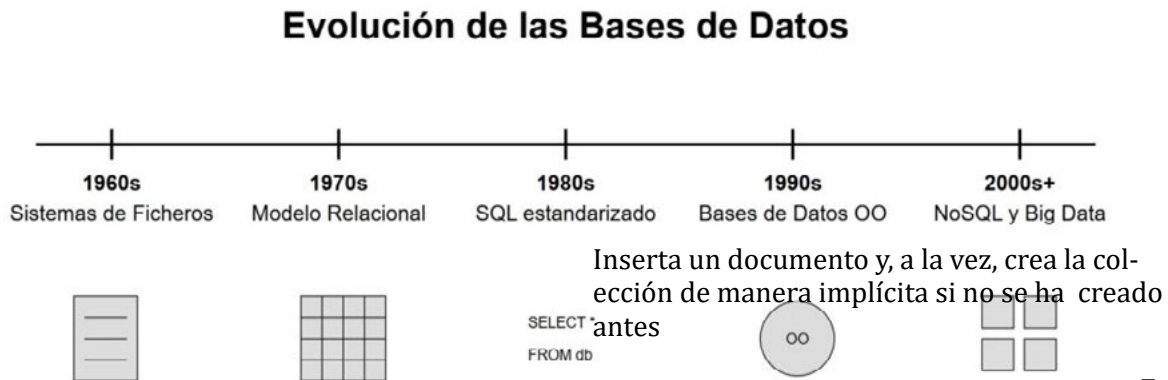 Evolución de las Bases de Datos
1960s
1970s
1980s
1990s
2000s+
Sistemas de Ficheros
Modelo Relacional
SQL estandarizado
Bases de Datos OO
NoSQL y Big Data
Inserta un documento y, a la vez, crea la col-
ección de manera implícita si no se ha creado
antes
SELECT *
FROM db
OO